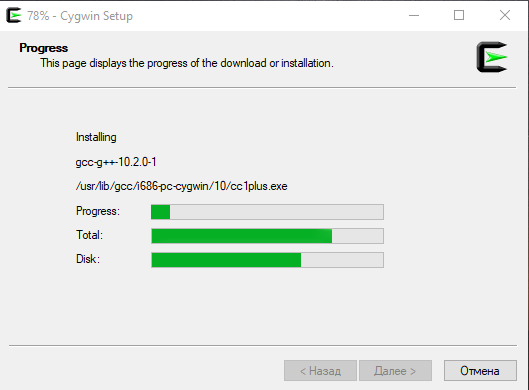 78% - Cygwin Setup
Progress
This page displays the progress of the download or installation.
Installing
gcc-g++-10.2.0-1
/usr/lib/gcc/i686-pc-cygwin/10/cc1plus.exe
Progress:
Total:
Disk:
< Назад
Далее >
Отмена